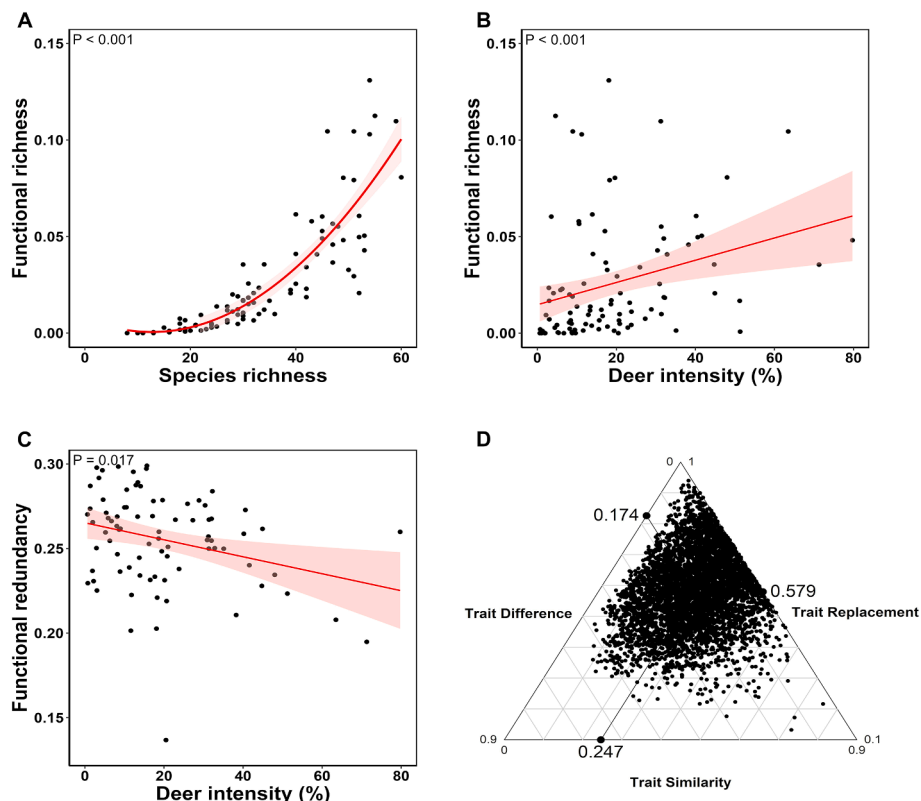 A
P < 0.001
0.15
0.10
0.05
0.00
Functional richness
0
20
40
60
Species richness
B
P < 0.001
0.15
0.10
0.05
0.00
Functional richness
0
20
40
60
80
Deer intensity (%)
C
P = 0.017
0.30
0.25
0.20
0.15
Functional redundancy
0
20
40
60
80
Deer intensity (%)
D
0 1
0.174
0.579
Trait Difference
Trait Replacement
0.9
0.1
0
0.247
0.9
Trait Similarity